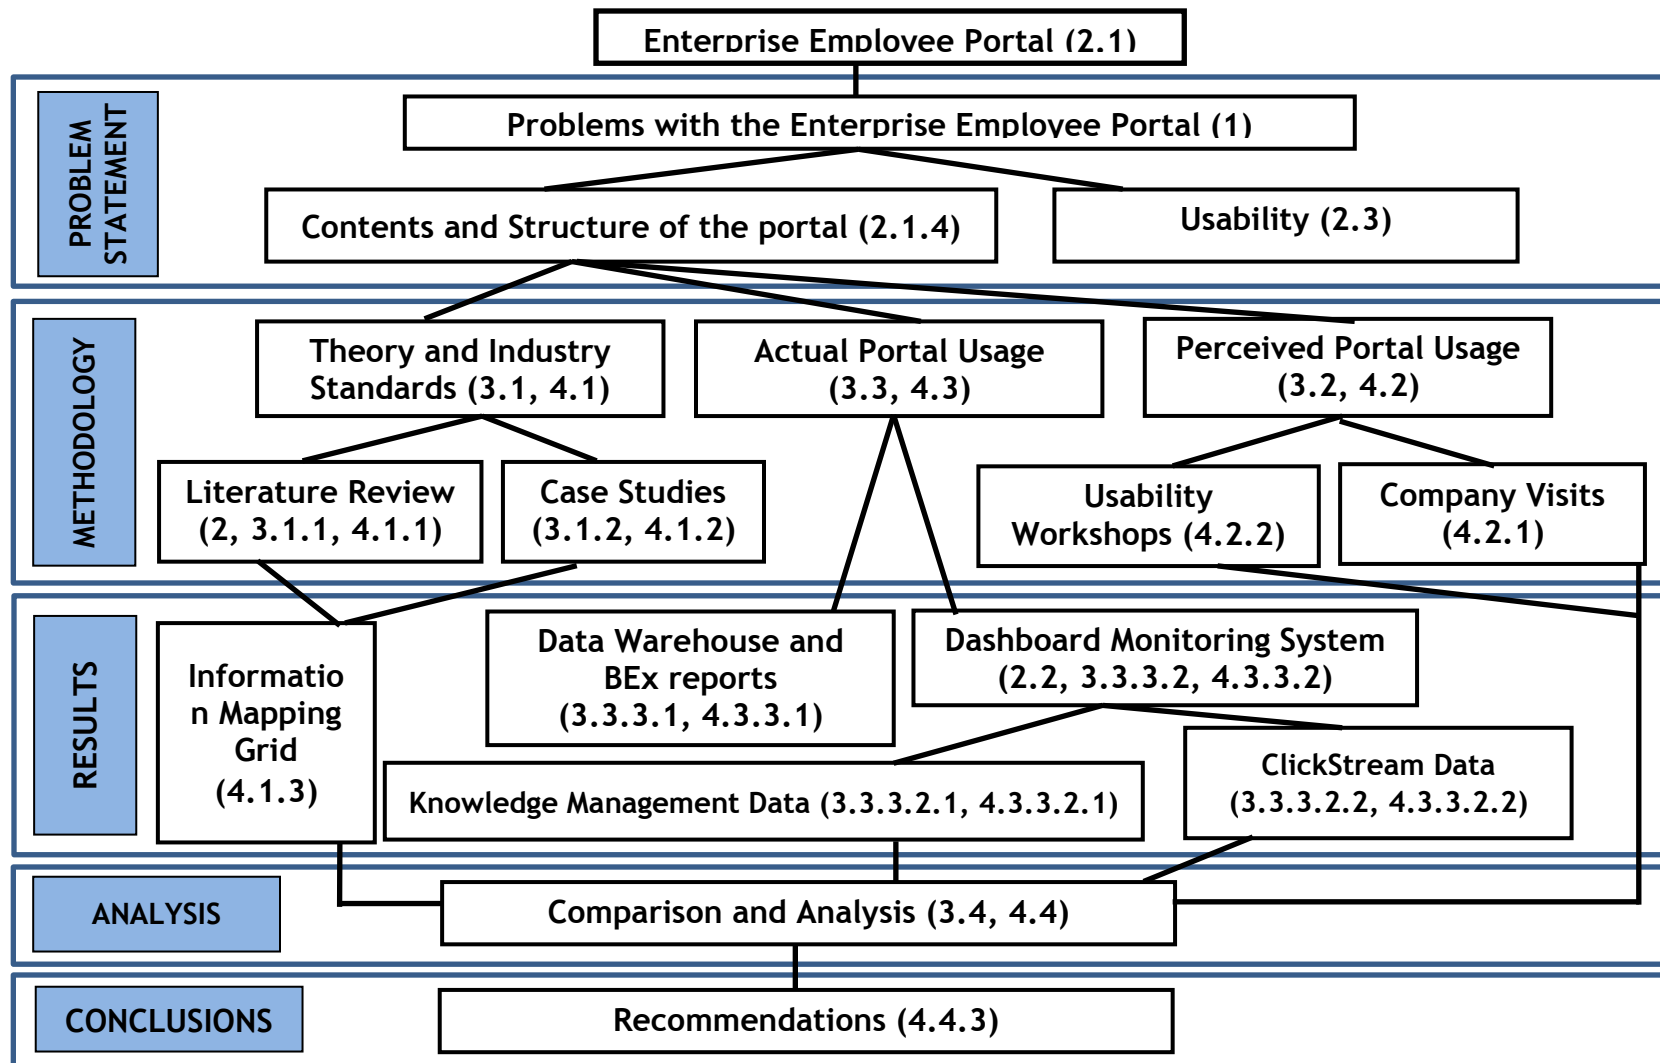 Enterprise Employee Portal (2.1)
PROBLEM
STATEMENT
Problems with the Enterprise Employee Portal (1)
Contents and Structure of the portal (2.1.4)
Usability (2.3)
METHODOLOGY
Theory and Industry
Standards (3.1, 4.1)
Actual Portal Usage
(3.3, 4.3)
Perceived Portal Usage
(3.2, 4.2)
Literature Review
(2, 3.1.1, 4.1.1)
Case Studies
(3.1.2, 4.1.2)
Usability
Workshops (4.2.2)
Company Visits
(4.2.1)
RESULTS
Informatio
n Mapping
Grid
(4.1.3)
Data Warehouse and
BEx reports
(3.3.3.1, 4.3.3.1)
Dashboard Monitoring System
(2.2, 3.3.3.2, 4.3.3.2)
Knowledge Management Data (3.3.3.2.1, 4.3.3.2.1)
ClickStream Data
(3.3.3.2.2, 4.3.3.2.2)
ANALYSIS
Comparison and Analysis (3.4, 4.4)
CONCLUSIONS
Recommendations (4.4.3)